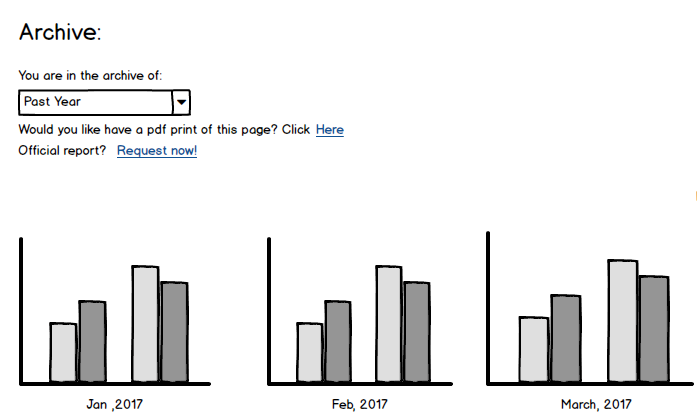 Archive:
You are in the archive of:
Past Year
Would you like have a pdf print of this page? Click Here
Official report? Request now!
Jan ,2017
Feb, 2017
March, 2017